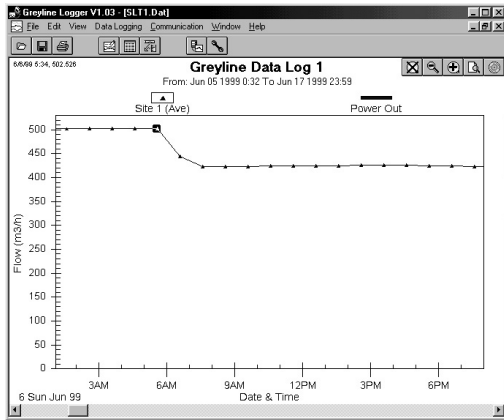 Greyline Logger V1.03 - [SLT1.Dat]
File Edit View Data Logging Communication Window Help
6/6/99 5:34, 502.526
Greyline Data Log 1
From: Jun 05 1999 0:32 To Jun 17 1999 23:59
Site 1 (Ave)
Power Out
Flow (m3/h)
500
450
400
350
300
250
200
150
100
50
0
3AM 6AM 9AM 12PM 3PM 6PM
6 Sun Jun 99
Date & Time